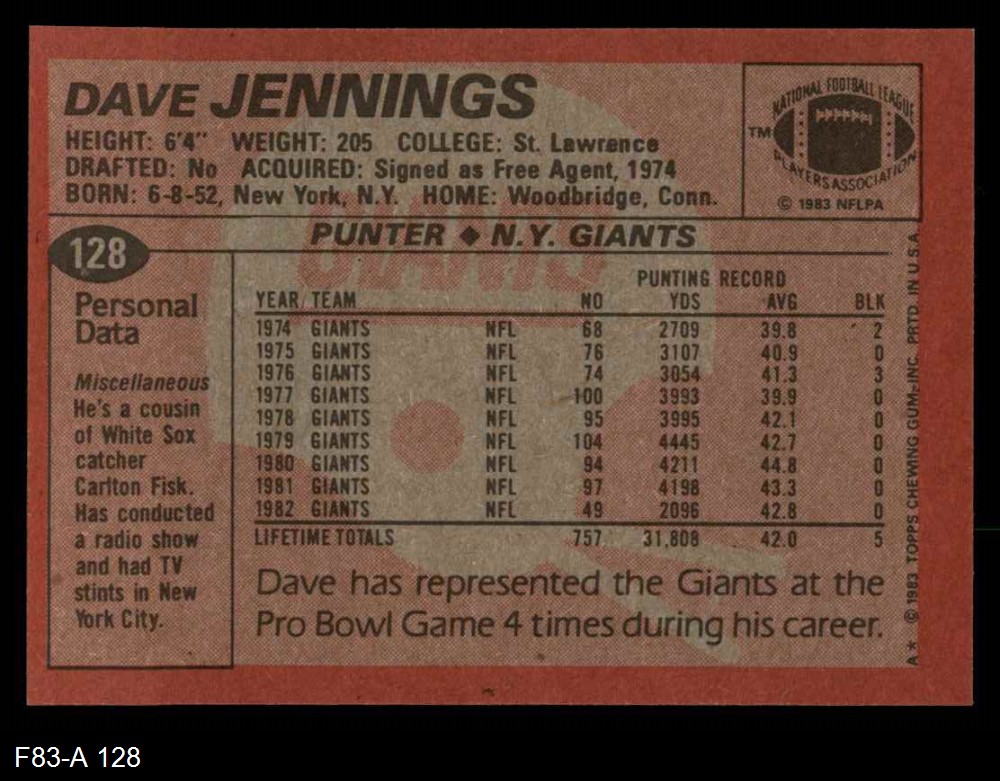 DAVE JENNINGS
HEIGHT: 6'4" WEIGHT: 205 COLLEGE: St. Lawrence
DRAFTED: No ACQUIRED: Signed as Free Agent, 1974
BORN: 6-8-52, New York, N.Y. HOME: Woodbridge, Conn.
NATIONAL FOOTBALL LEAGUE
TM
PLAYERS ASSOCIATION
© 1983 NFLPA
128
PUNTER ♦ N.Y. GIANTS
GIANTS
Personal
Data
Miscellaneous
He's a cousin
of White Sox
catcher
Carlton Fisk.
Has conducted
a radio show
and had TV
stints in New
York City.
PUNTING RECORD
YEAR TEAM NO YDS AVG BLK
1974 GIANTS NFL 68 2709 39.8 2
1975 GIANTS NFL 76 3107 40.9 0
1976 GIANTS NFL 74 3054 41.3 3
1977 GIANTS NFL 100 3993 39.9 0
1978 GIANTS NFL 95 3995 42.1 0
1979 GIANTS NFL 104 4445 42.7 0
1980 GIANTS NFL 94 4211 44.8 0
1981 GIANTS NFL 97 4198 43.3 0
1982 GIANTS NFL 49 2096 42.8 0
LIFETIME TOTALS 757 31,808 42.0 5
Dave has represented the Giants at the
Pro Bowl Game 4 times during his career.
A* © 1983 TOPPS CHEWING GUM-INC. PRTD. IN U.S.A.
F83-A 128